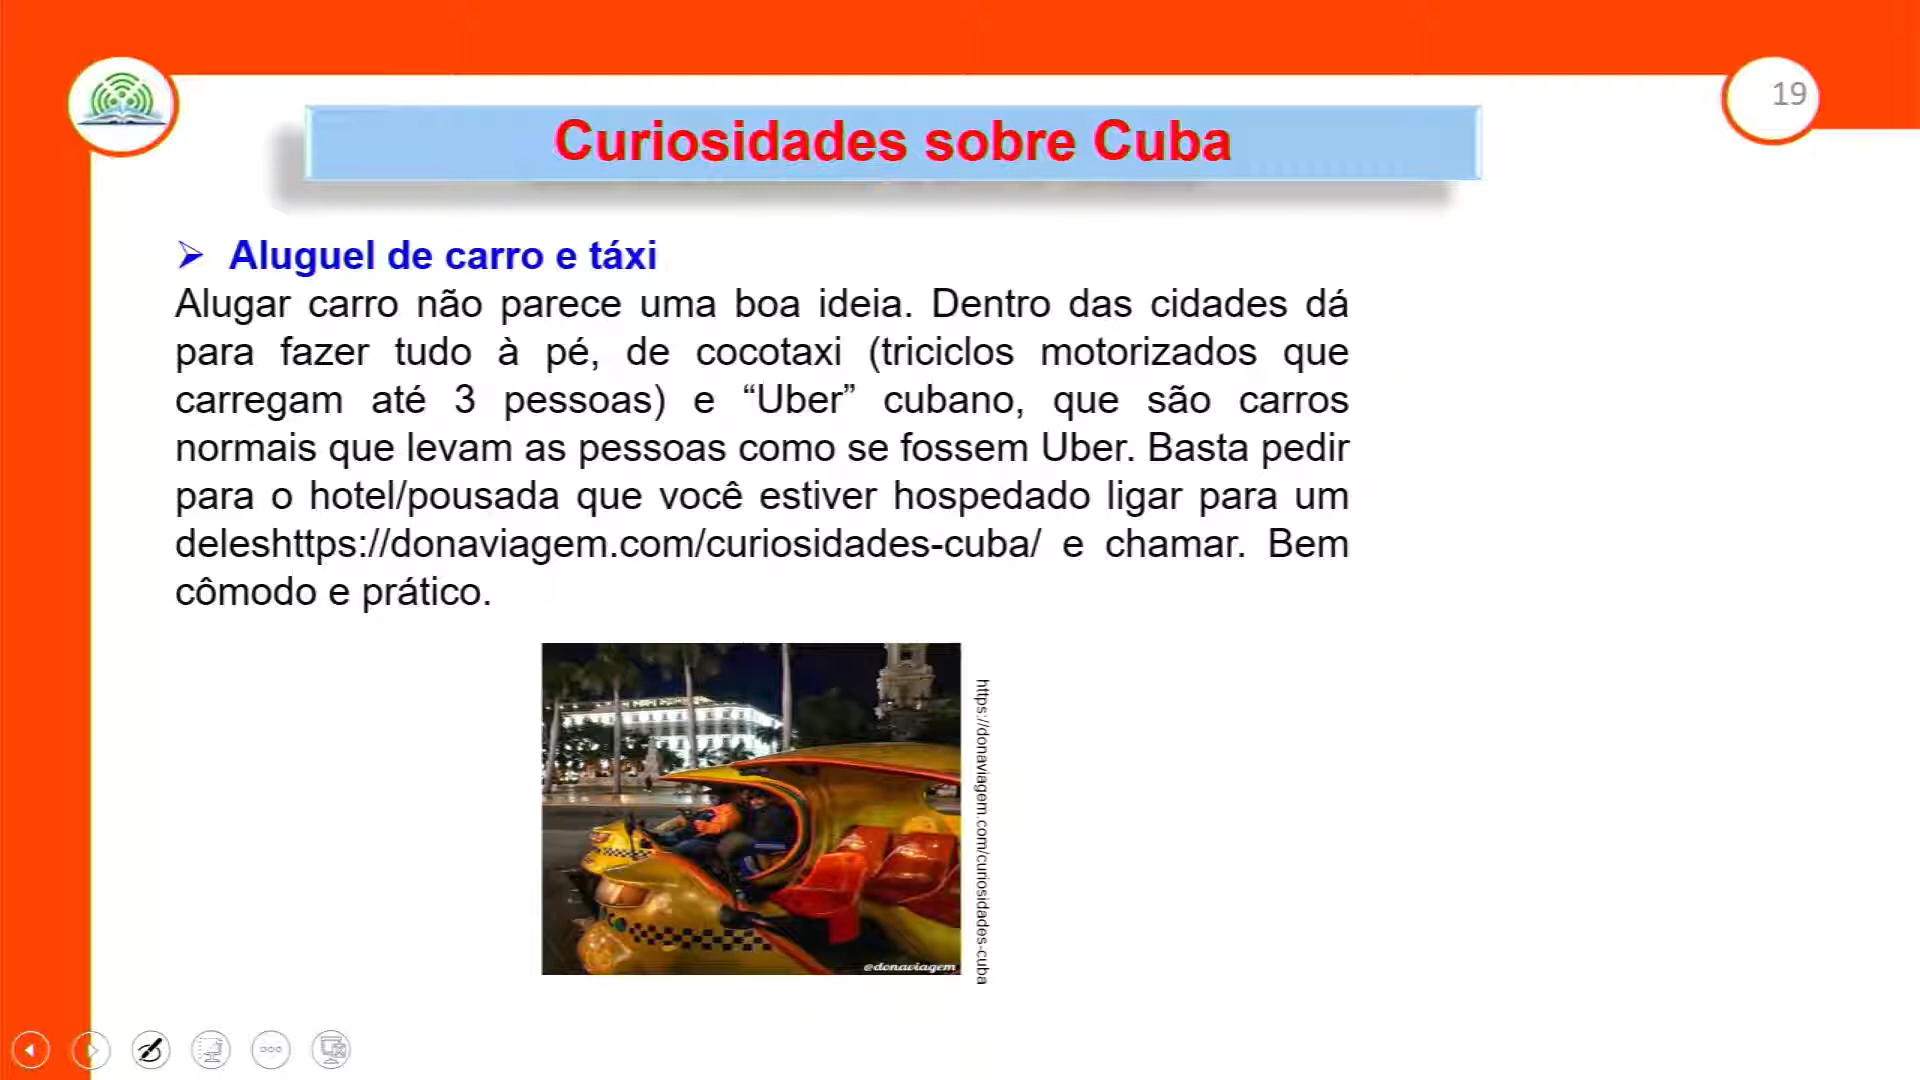 19
Curiosidades sobre Cuba
➢ Aluguel de carro e táxi
Alugar carro não parece uma boa ideia. Dentro das cidades dá
para fazer tudo à pé, de cocotaxi (triciclos motorizados que
carregam até 3 pessoas) e “Uber” cubano, que são carros
normais que levam as pessoas como se fossem Uber. Basta pedir
para o hotel/pousada que você estiver hospedado ligar para um
deleshttps://donaviagem.com/curiosidades-cuba/ e chamar. Bem
cômodo e prático.
https://donaviagem.com/curiosidades-cuba
@donaviagem